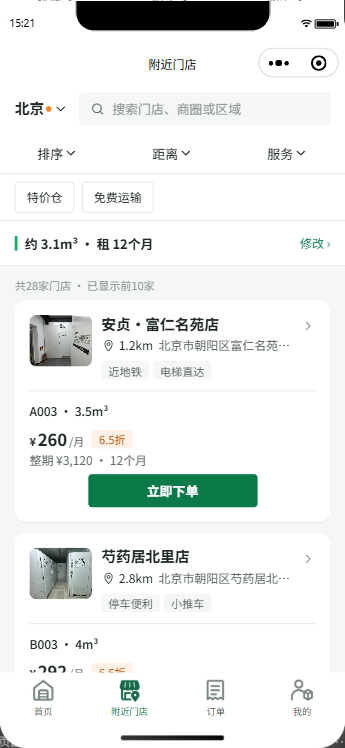 15:21
附近门店
北京
搜索门店、商圈或区域
排序 距离 服务
特价仓 免费运输
约 3.1m³ · 租 12个月 修改 ›
共28家门店 · 已显示前10家
安贞·富仁名苑店
1.2km 北京市朝阳区富仁名苑…
近地铁 电梯直达
A003 · 3.5m³
¥260/月 6.5折
整期 ¥3,120 · 12个月
立即下单
芍药居北里店
2.8km 北京市朝阳区芍药居北…
停车便利 小推车
B003 · 4m³
¥292/月 6.5折
首页 附近门店 订单 我的